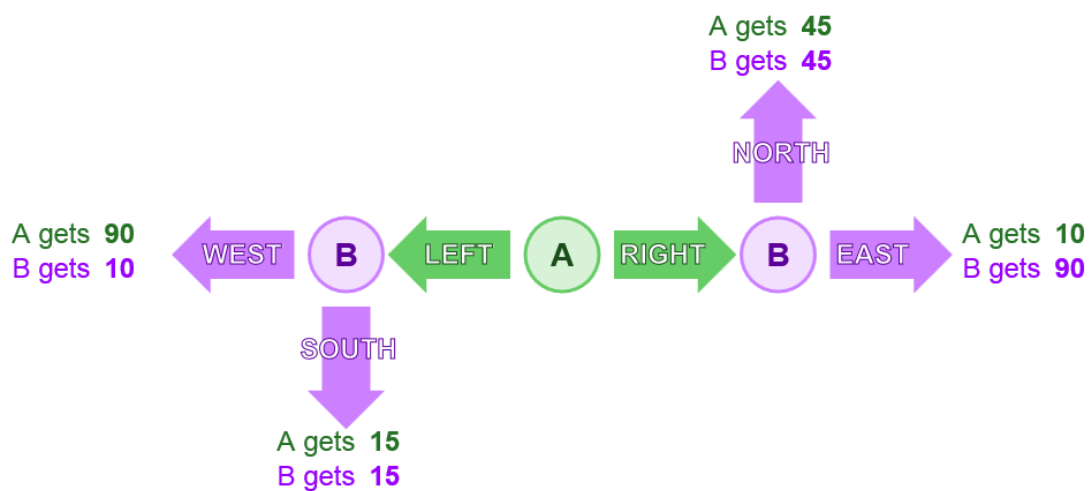 A gets 45
B gets 45
NORTH
A gets 90
B gets 10
WEST
B
LEFT
A
RIGHT
B
EAST
A gets 10
B gets 90
SOUTH
A gets 15
B gets 15